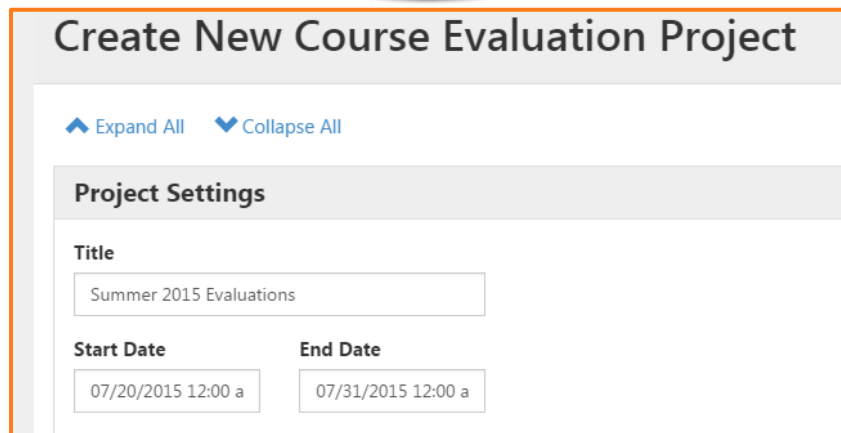 Create New Course Evaluation Project
Expand All Collapse All
Project Settings
Title
Summer 2015 Evaluations
Start Date End Date
07/20/2015 12:00 a 07/31/2015 12:00 a